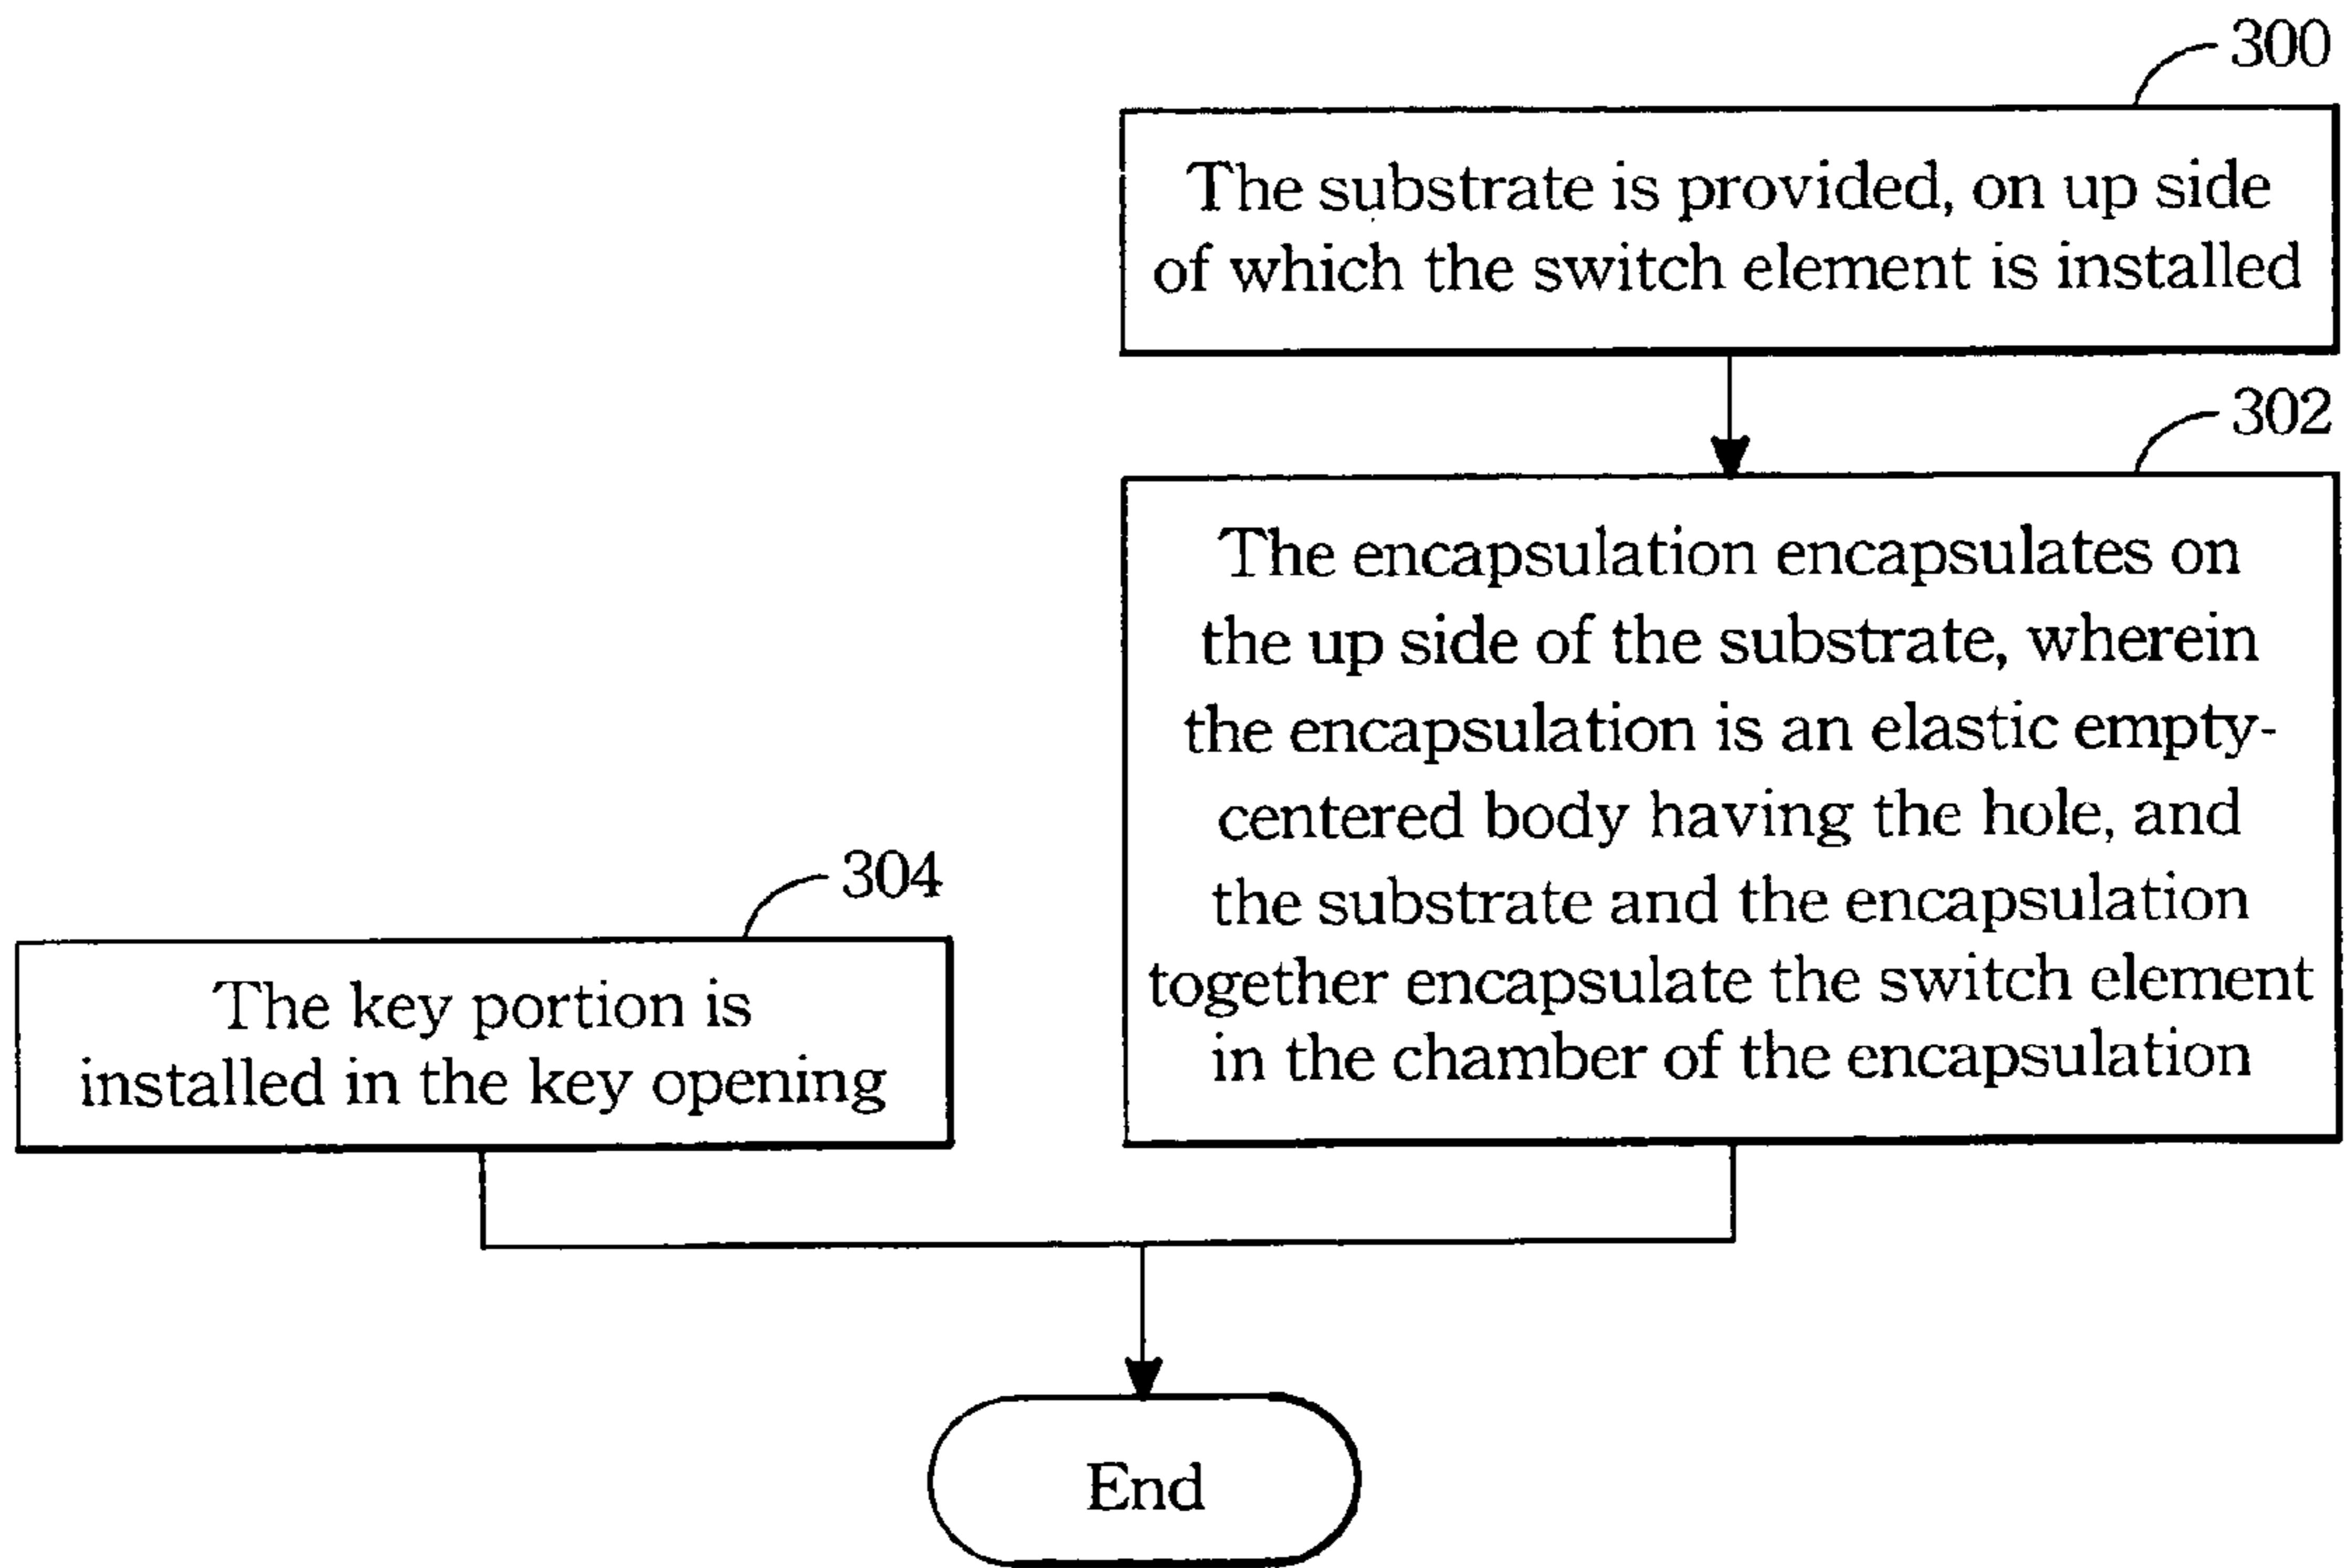 300
The substrate is provided, on up side
of which the switch element is installed
302
The encapsulation encapsulates on
the up side of the substrate, wherein
the encapsulation is an elastic empty-
centered body having the hole, and
the substrate and the encapsulation
together encapsulate the switch element
in the chamber of the encapsulation
304
The key portion is
installed in the key opening
End